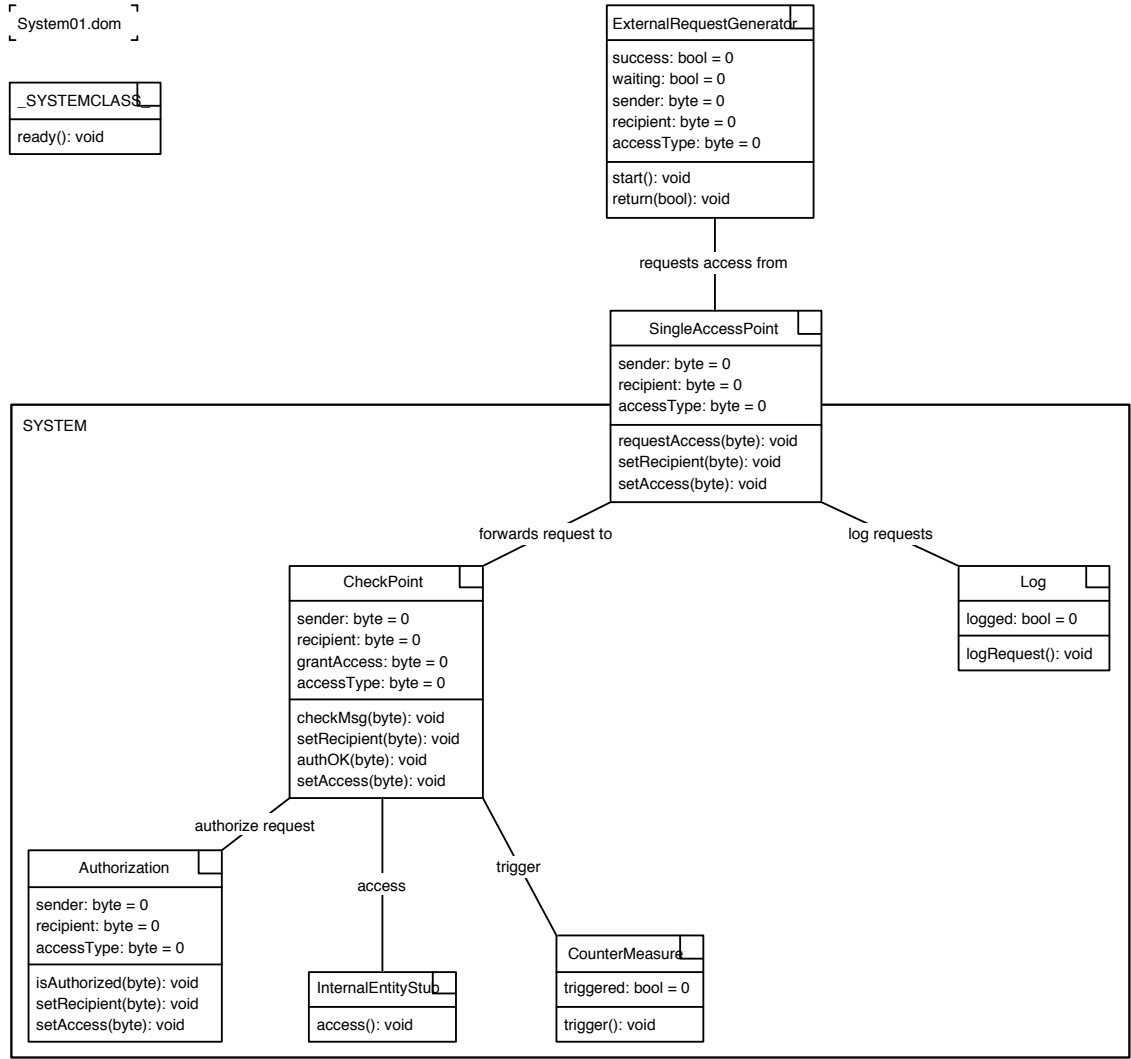 System01.dom
_SYSTEMCLASS_
ready(): void
ExternalRequestGenerator
success: bool = 0
waiting: bool = 0
sender: byte = 0
recipient: byte = 0
accessType: byte = 0
start(): void
return(bool): void
requests access from
SingleAccessPoint
sender: byte = 0
recipient: byte = 0
accessType: byte = 0
requestAccess(byte): void
setRecipient(byte): void
setAccess(byte): void
SYSTEM
forwards request to
log requests
CheckPoint
sender: byte = 0
recipient: byte = 0
grantAccess: byte = 0
accessType: byte = 0
checkMsg(byte): void
setRecipient(byte): void
authOK(byte): void
setAccess(byte): void
Log
logged: bool = 0
logRequest(): void
authorize request
access
trigger
Authorization
sender: byte = 0
recipient: byte = 0
accessType: byte = 0
isAuthorized(byte): void
setRecipient(byte): void
setAccess(byte): void
InternalEntityStub
access(): void
CounterMeasure
triggered: bool = 0
trigger(): void